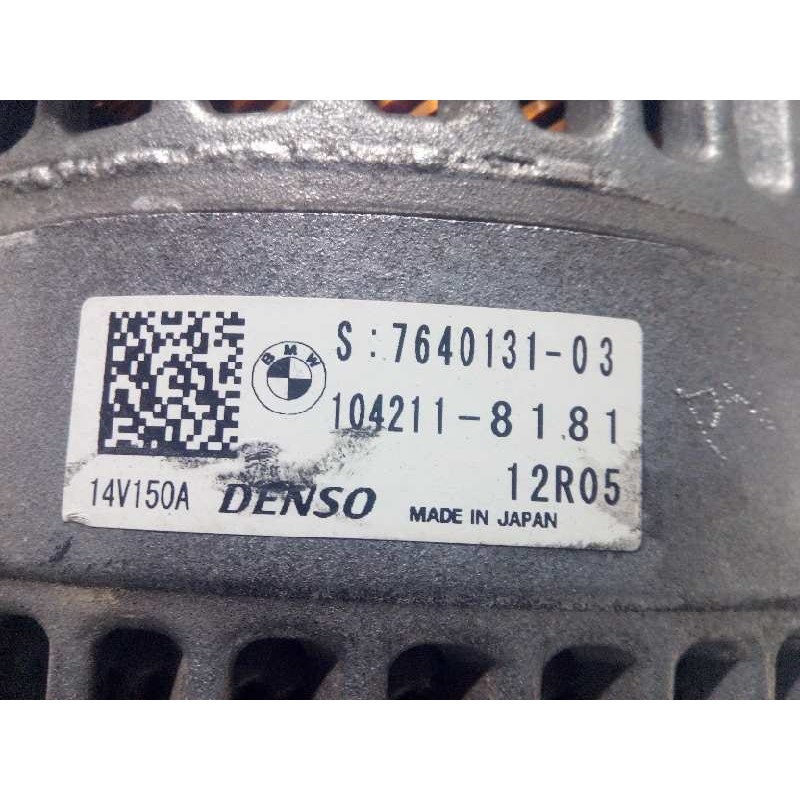 BMW
S:7640131-03
104211-8181
14V150A DENSO 12R05
MADE IN JAPAN